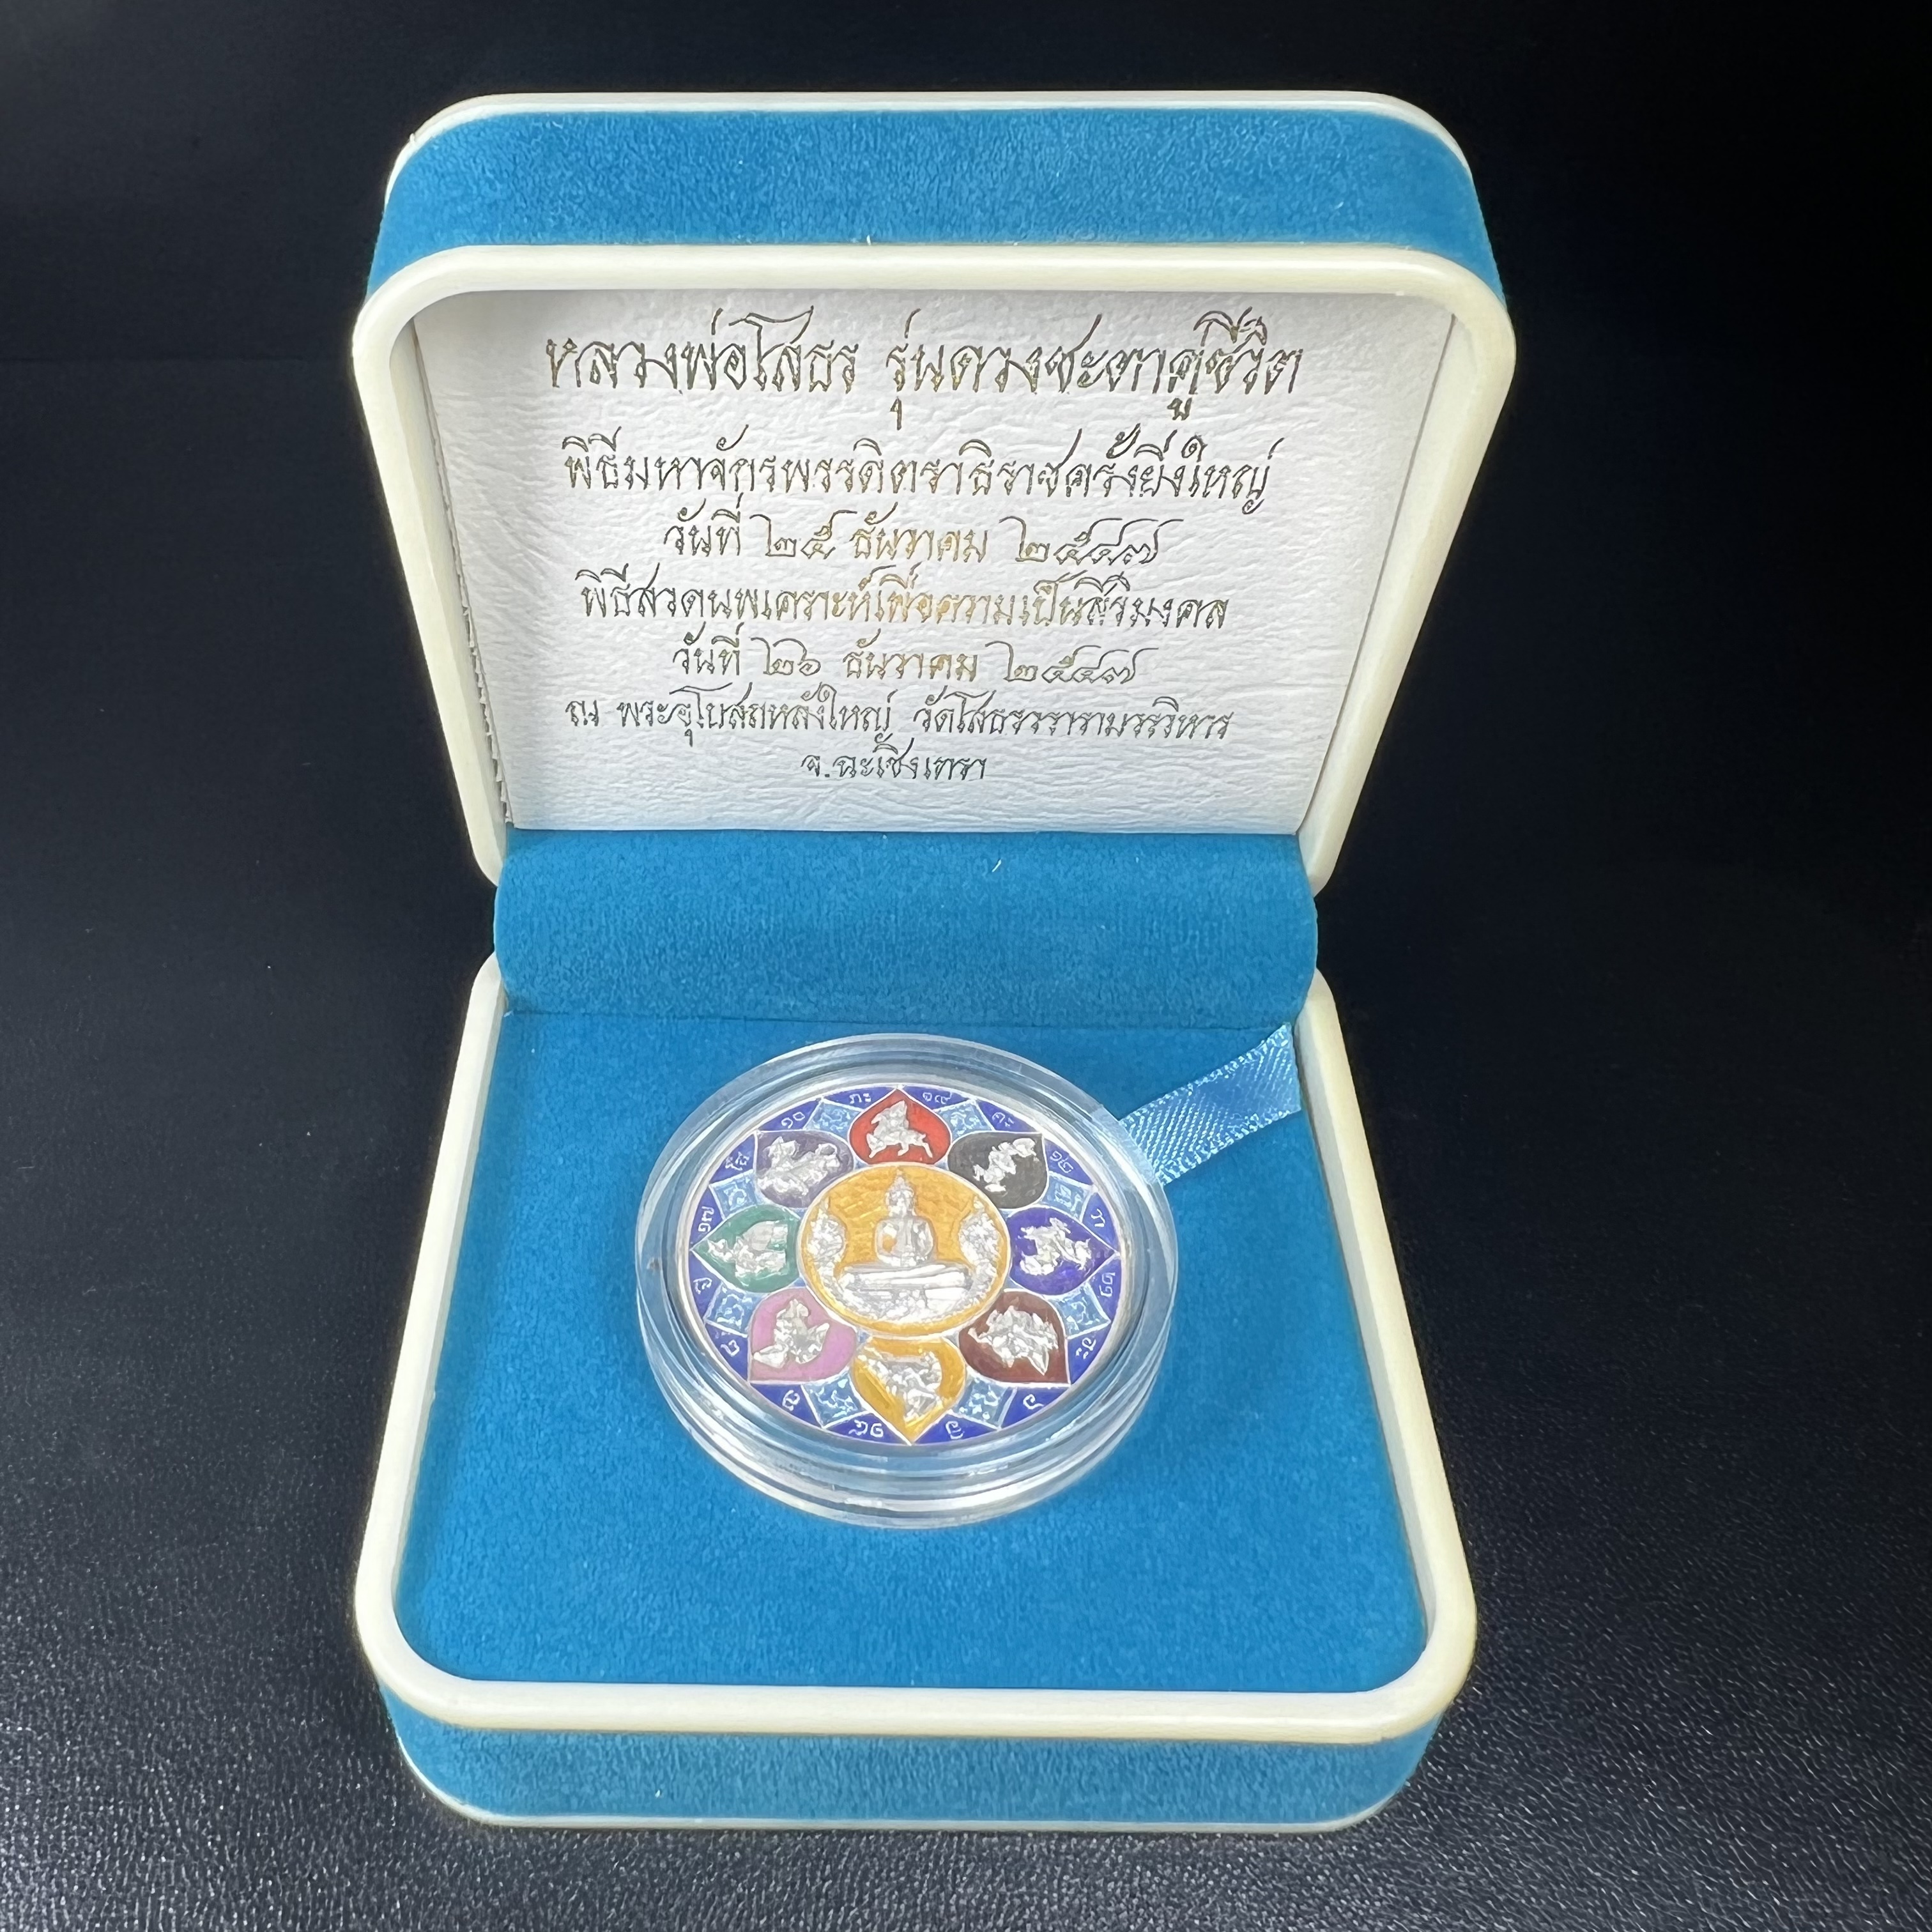 หลวงพ่อโสธร รุ่นดวงชะตาคู่ชีวิต
พิธีมหาจักรพรรดิตราธิราชครั้งยิ่งใหญ่
วันที่ ๒๕ ธันวาคม ๒๕๔๗
พิธีสวดนพเคราะห์เพื่อความเป็นสิริมงคล
วันที่ ๒๖ ธันวาคม ๒๕๔๗
ณ พระอุโบสถหลังใหญ่ วัดโสธรวรารามวรวิหาร
จ.ฉะเชิงเทรา